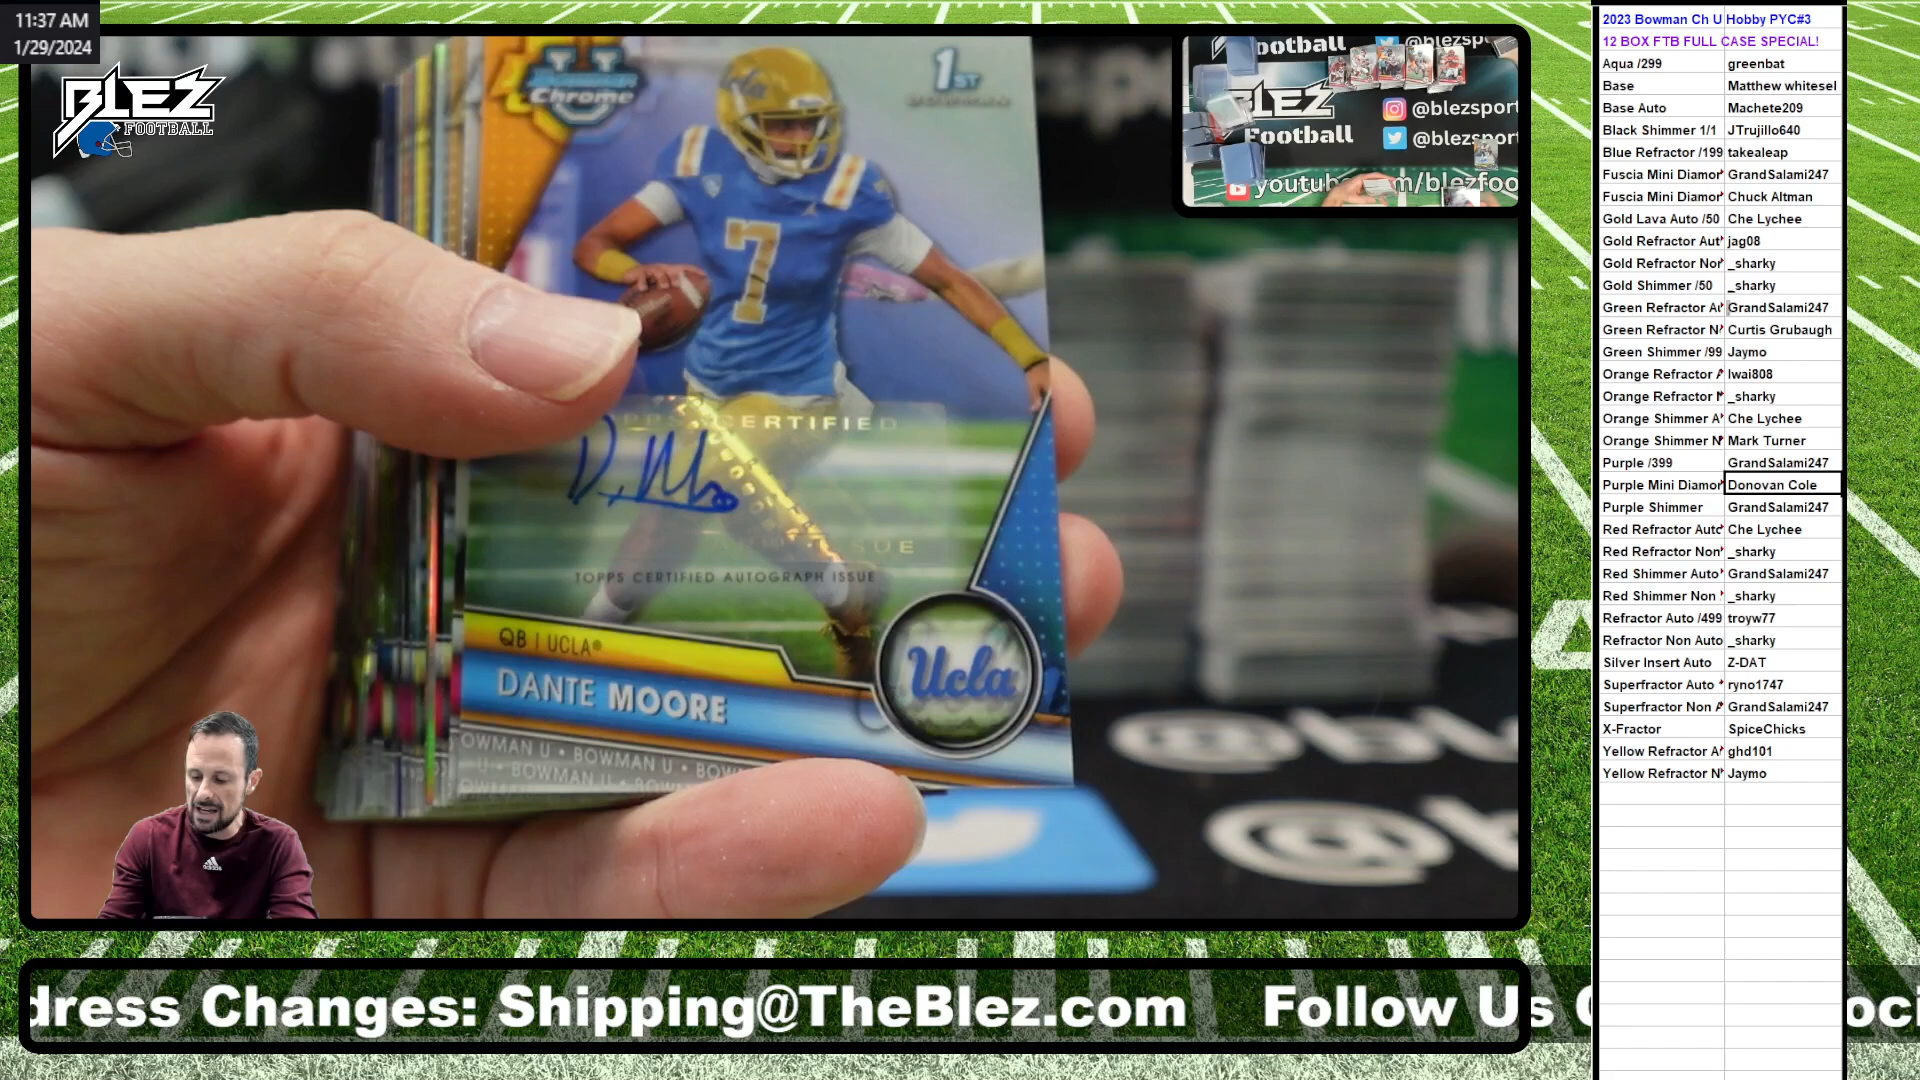 11:37 AM
1/29/2024
BLEZ
FOOTBALL
Bowman
Chrome
1ST
7
CERTIFIED
TOPPS CERTIFIED AUTOGRAPH ISSUE
QB | UCLA®
DANTE MOORE
Ucla
OWMAN U • BOWMAN U • BOW
U • BOWMAN U • BOW
BLEZ
Football
@blezsport
@blezsport
dress Changes: Shipping@TheBlez.com Follow Us
2023 Bowman Ch U Hobby PYC#3
12 BOX FTB FULL CASE SPECIAL!
Aqua /299 greenbat
Base Matthew whitesel
Base Auto Machete209
Black Shimmer 1/1 JTrujillo640
Blue Refractor /199 takealeap
Fuscia Mini Diamor GrandSalami247
Fuscia Mini Diamor Chuck Altman
Gold Lava Auto /50 Che Lychee
Gold Refractor Aut jag08
Gold Refractor Nor _sharky
Gold Shimmer /50 _sharky
Green Refractor Au GrandSalami247
Green Refractor N Curtis Grubaugh
Green Shimmer /99 Jaymo
Orange Refractor A lwai808
Orange Refractor _sharky
Orange Shimmer A Che Lychee
Orange Shimmer N Mark Turner
Purple /399 GrandSalami247
Purple Mini Diamor Donovan Cole
Purple Shimmer GrandSalami247
Red Refractor Auto Che Lychee
Red Refractor Non _sharky
Red Shimmer Auto GrandSalami247
Red Shimmer Non _sharky
Refractor Auto /499 troyw77
Refractor Non Auto _sharky
Silver Insert Auto Z-DAT
Superfractor Auto ryno1747
Superfractor Non A GrandSalami247
X-Fractor SpiceChicks
Yellow Refractor A ghd101
Yellow Refractor N Jaymo